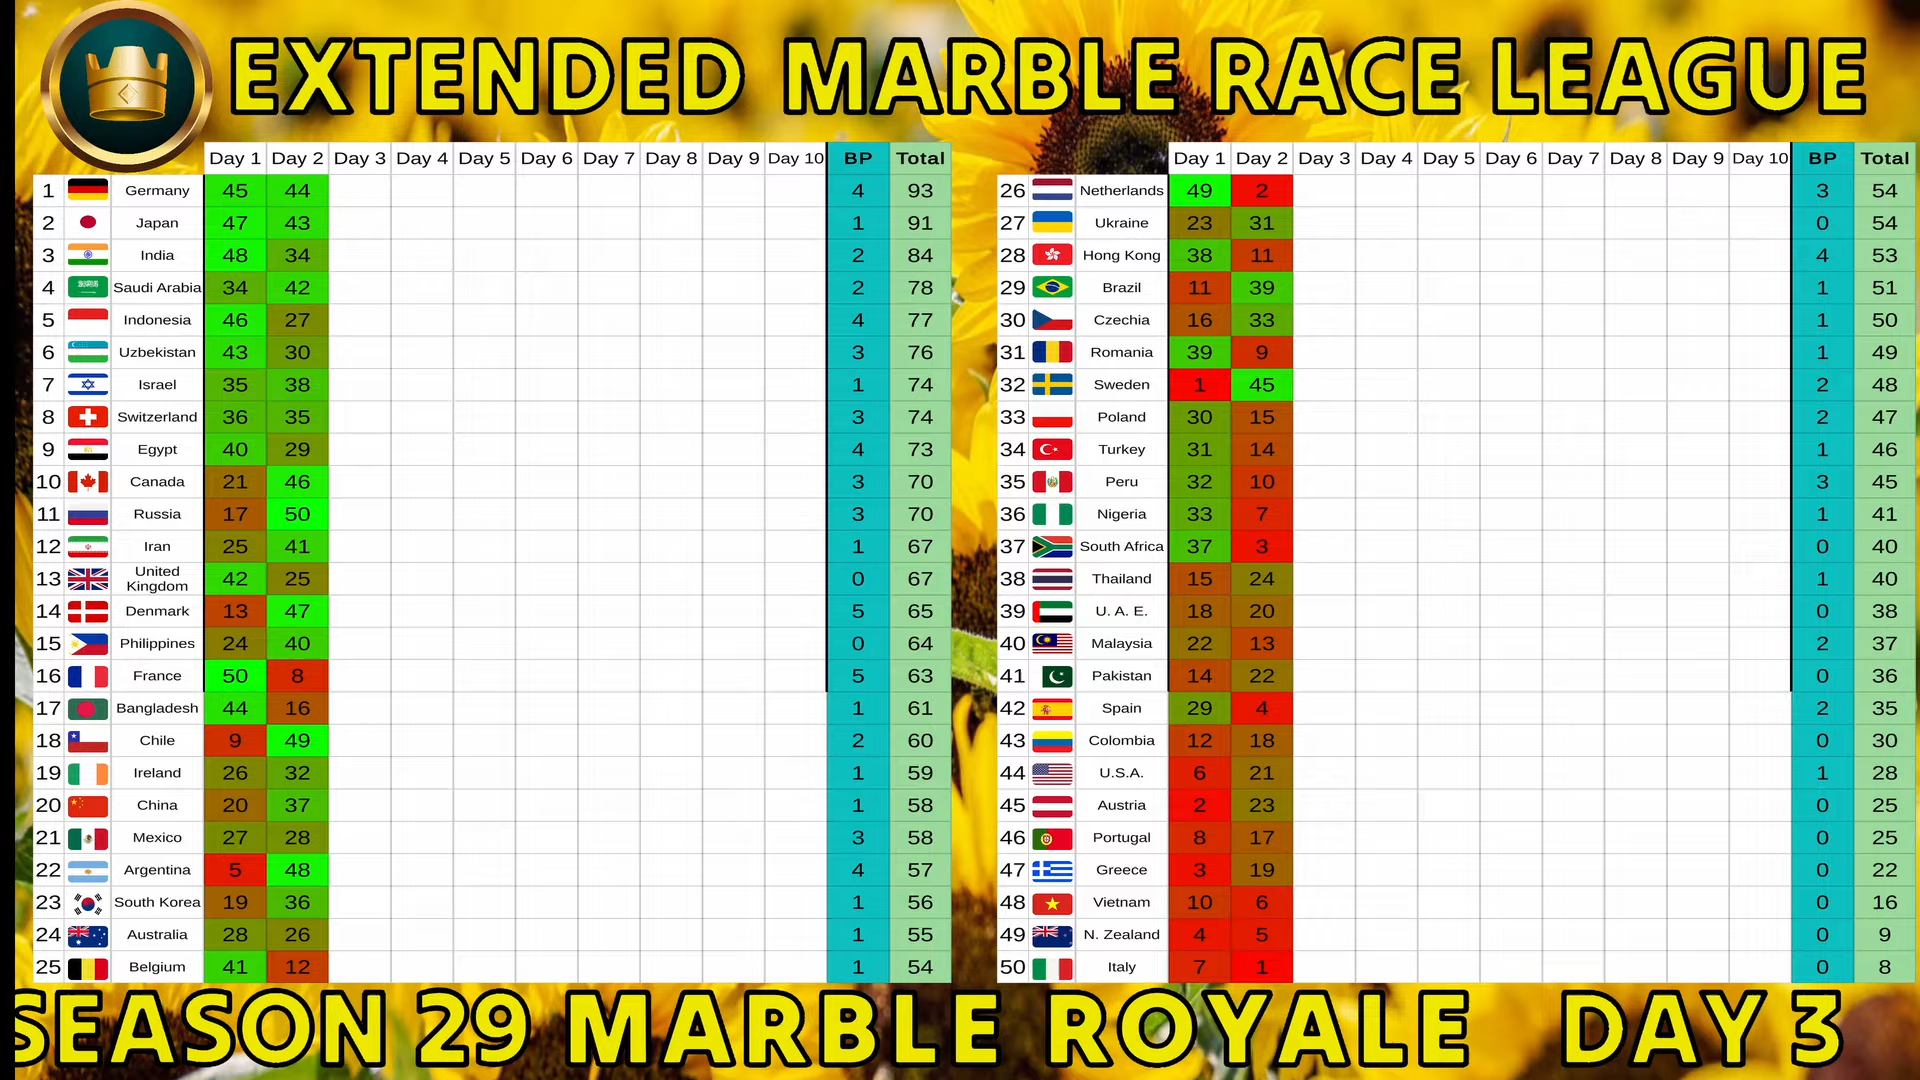 EXTENDED MARBLE RACE LEAGUE
Day 1 Day 2 Day 3 Day 4 Day 5 Day 6 Day 7 Day 8 Day 9 Day 10 BP Total
1 Germany 45 44 4 93
2 Japan 47 43 1 91
3 India 48 34 2 84
4 Saudi Arabia 34 42 2 78
5 Indonesia 46 27 4 77
6 Uzbekistan 43 30 3 76
7 Israel 35 38 1 74
8 Switzerland 36 35 3 74
9 Egypt 40 29 4 73
10 Canada 21 46 3 70
11 Russia 17 50 3 70
12 Iran 25 41 1 67
13 United Kingdom 42 25 0 67
14 Denmark 13 47 5 65
15 Philippines 24 40 0 64
16 France 50 8 5 63
17 Bangladesh 44 16 1 61
18 Chile 9 49 2 60
19 Ireland 26 32 1 59
20 China 20 37 1 58
21 Mexico 27 28 3 58
22 Argentina 5 48 4 57
23 South Korea 19 36 1 56
24 Australia 28 26 1 55
25 Belgium 41 12 1 54
Day 1 Day 2 Day 3 Day 4 Day 5 Day 6 Day 7 Day 8 Day 9 Day 10 BP Total
26 Netherlands 49 2 3 54
27 Ukraine 23 31 0 54
28 Hong Kong 38 11 4 53
29 Brazil 11 39 1 51
30 Czechia 16 33 1 50
31 Romania 39 9 1 49
32 Sweden 1 45 2 48
33 Poland 30 15 2 47
34 Turkey 31 14 1 46
35 Peru 32 10 3 45
36 Nigeria 33 7 1 41
37 South Africa 37 3 0 40
38 Thailand 15 24 1 40
39 U. A. E. 18 20 0 38
40 Malaysia 22 13 2 37
41 Pakistan 14 22 0 36
42 Spain 29 4 2 35
43 Colombia 12 18 0 30
44 U.S.A. 6 21 1 28
45 Austria 2 23 0 25
46 Portugal 8 17 0 25
47 Greece 3 19 0 22
48 Vietnam 10 6 0 16
49 N. Zealand 4 5 0 9
50 Italy 7 1 0 8
SEASON 29 MARBLE ROYALE DAY 3